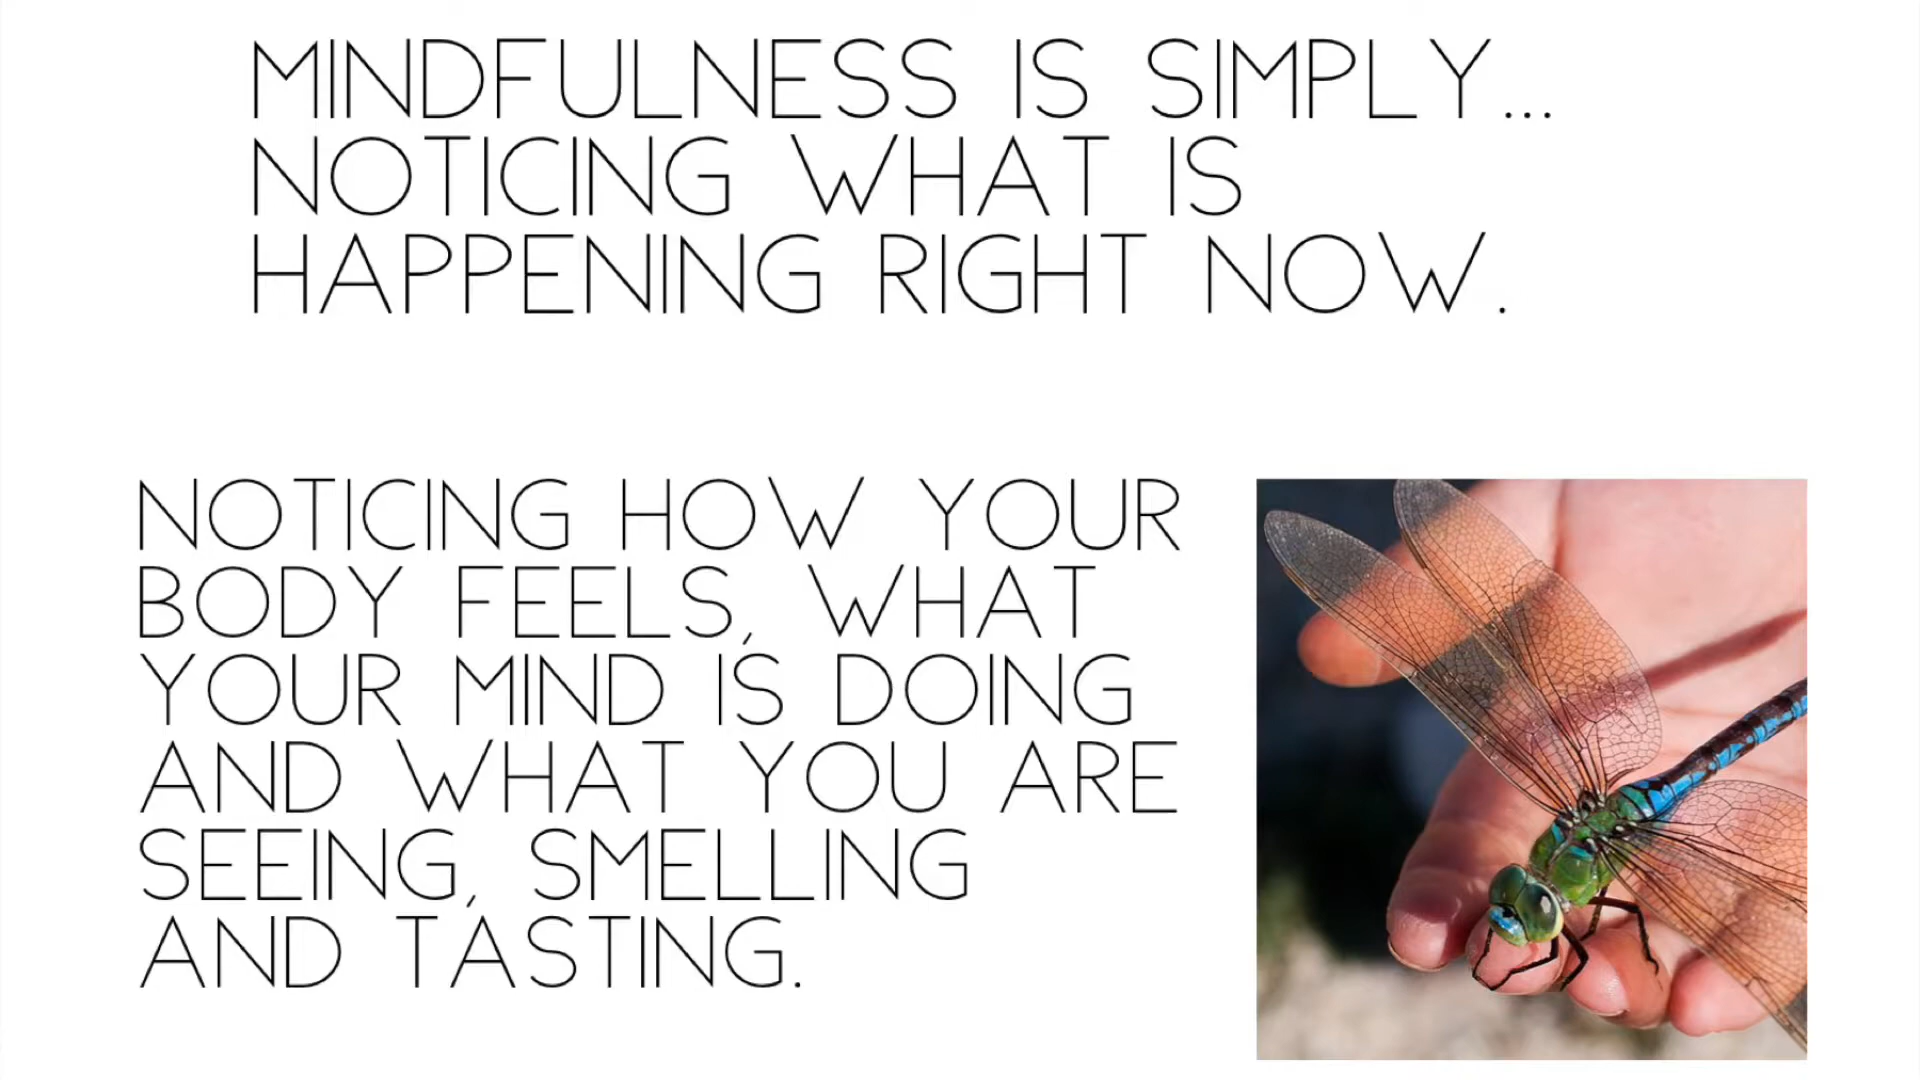 MINDFULNESS IS SIMPLY...
NOTICING WHAT IS
HAPPENING RIGHT NOW.
NOTICING HOW YOUR
BODY FEELS, WHAT
YOUR MIND IS DOING
AND WHAT YOU ARE
SEEING, SMELLING
AND TASTING.